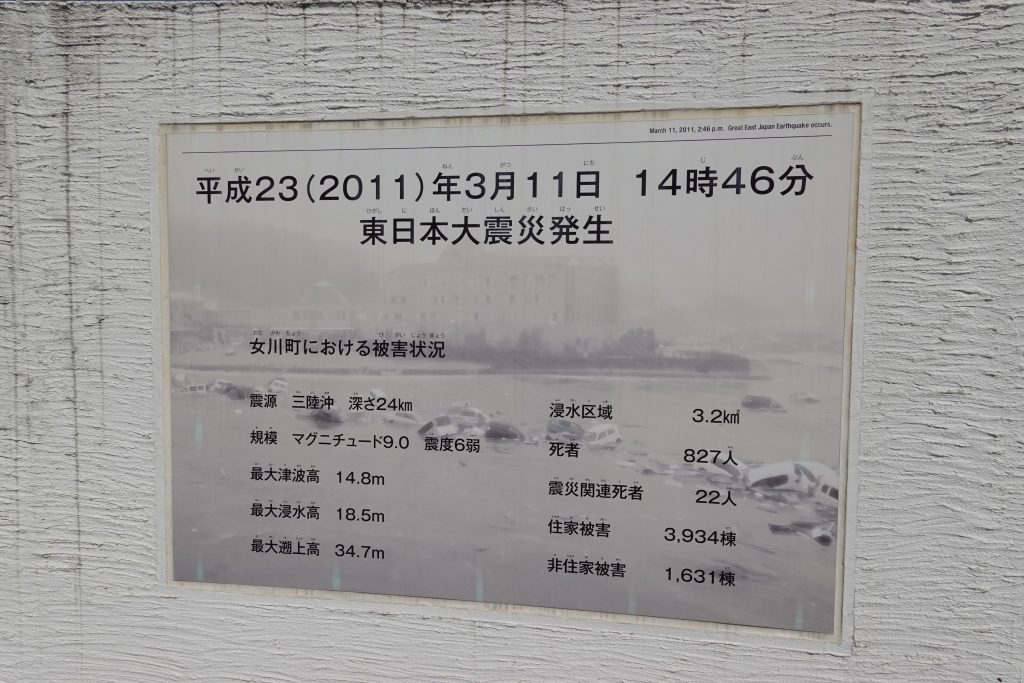 March 11, 2011, 2:46 p.m. Great East Japan Earthquake occurs.
平成23(2011)年3月11日 14時46分
東日本大震災発生
女川町における被害状況
震源 三陸沖 深さ24km
規模 マグニチュード9.0 震度6弱
最大津波高 14.8m
最大浸水高 18.5m
最大遡上高 34.7m
浸水区域 3.2km²
死者 827人
震災関連死者 22人
住家被害 3,934棟
非住家被害 1,631棟